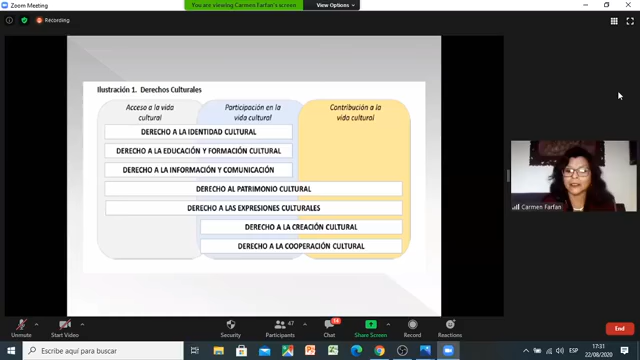 Zoom Meeting
You are viewing Carmen Farfan's screen
View Options
Recording
Ilustración 1. Derechos Culturales
Acceso a la vida cultural
Participación en la vida cultural
Contribución a la vida cultural
DERECHO A LA IDENTIDAD CULTURAL
DERECHO A LA EDUCACIÓN Y FORMACIÓN CULTURAL
DERECHO A LA INFORMACIÓN Y COMUNICACIÓN
DERECHO AL PATRIMONIO CULTURAL
DERECHO A LAS EXPRESIONES CULTURALES
DERECHO A LA CREACIÓN CULTURAL
DERECHO A LA COOPERACIÓN CULTURAL
Carmen Farfan
Unmute
Start Video
Security
47
Participants
Chat
Share Screen
Record
Reactions
End
Escribe aquí para buscar
ESP
17:31
22/08/2020